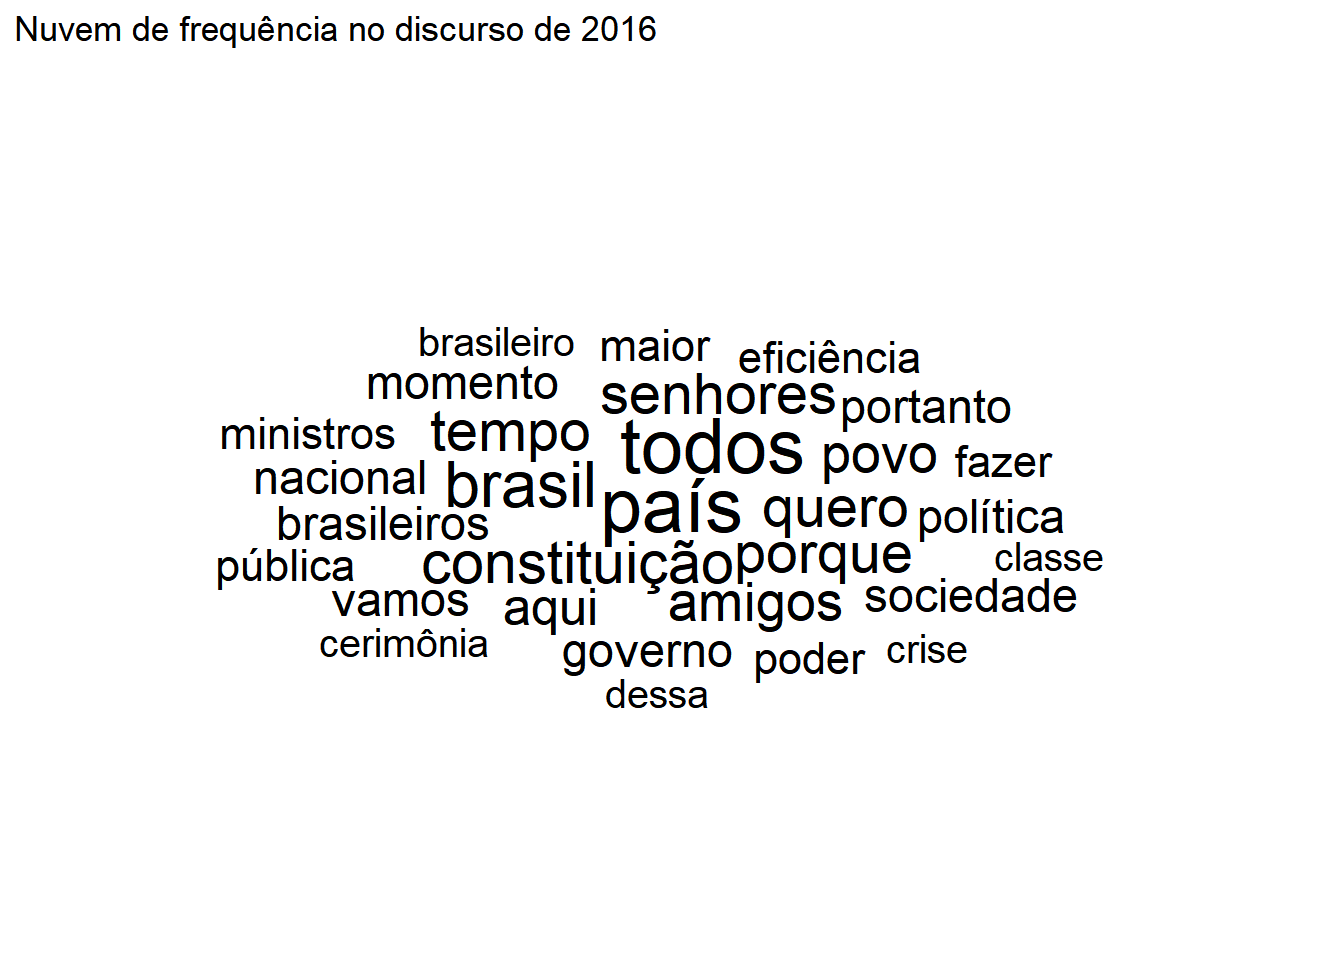 Nuvem de frequência no discurso de 2016
brasileiro maior eficiência
momento senhores portanto
ministros tempo todos povo fazer
nacional brasil país quero política
brasileiros constituição porque classe
pública vamos aqui amigos sociedade
cerimônia governo poder crise
dessa